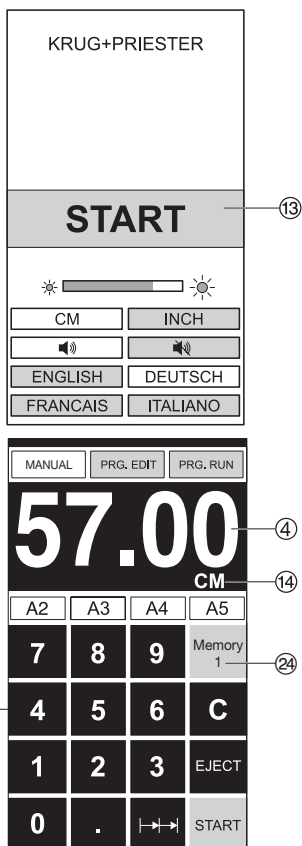 KRUG+PRIESTER
START ⑬
CM INCH
ENGLISH DEUTSCH
FRANCAIS ITALIANO
MANUAL PRG. EDIT PRG. RUN
57.00 ④
CM ⑭
A2 A3 A4 A5
7 8 9 Memory
1 ㉔
4 5 6 C
1 2 3 EJECT
0 . START